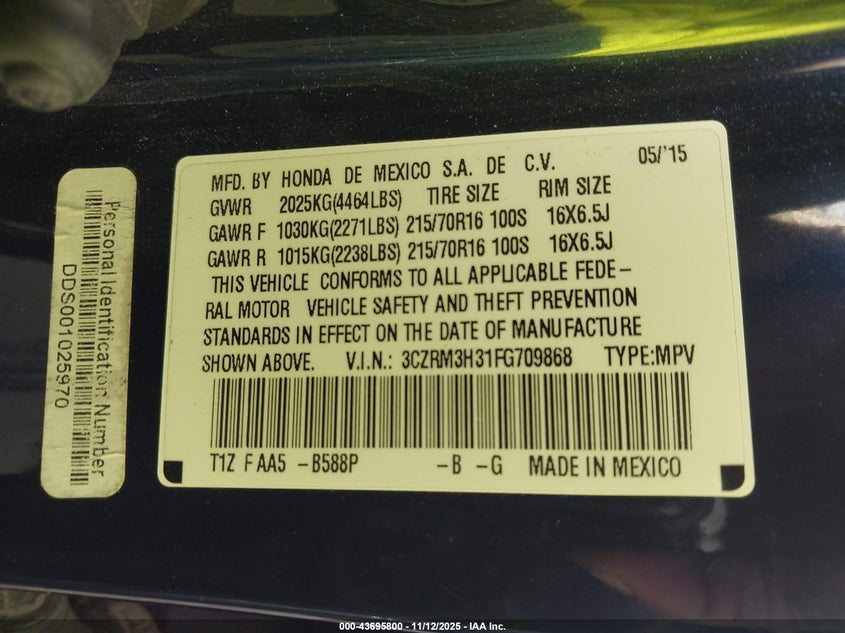 Personal Identification Number
DDS001025970
MFD. BY HONDA DE MEXICO S.A. DE C.V. 05/'15
GVWR 2025KG(4464LBS) TIRE SIZE RIM SIZE
GAWR F 1030KG(2271LBS) 215/70R16 100S 16X6.5J
GAWR R 1015KG(2238LBS) 215/70R16 100S 16X6.5J
THIS VEHICLE CONFORMS TO ALL APPLICABLE FEDE-
RAL MOTOR VEHICLE SAFETY AND THEFT PREVENTION
STANDARDS IN EFFECT ON THE DATE OF MANUFACTURE
SHOWN ABOVE. V.I.N.: 3CZRM3H31FG709868 TYPE:MPV
T1Z F AA5 -B588P -B -G MADE IN MEXICO
000-43695800 - 11/12/2025 - IAA Inc.